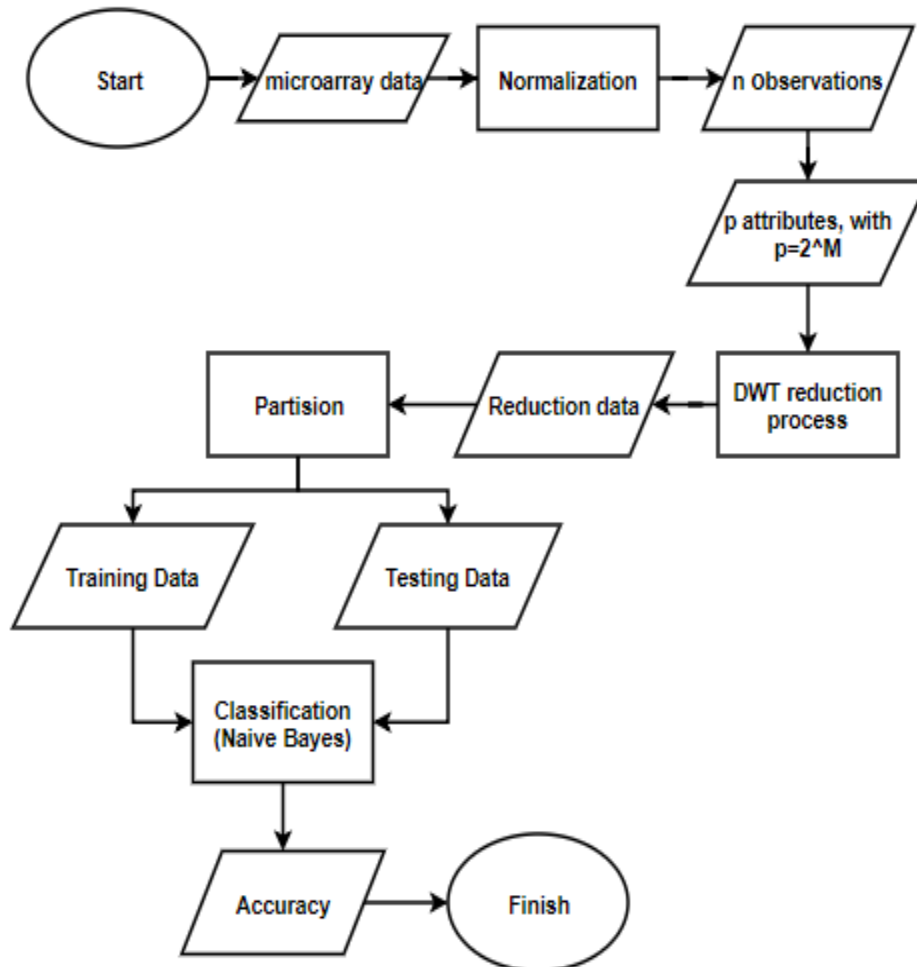 Start
microarray data
Normalization
n Observations
p attributes, with
p=2^M
DWT reduction
process
Reduction data
Partision
Training Data
Testing Data
Classification
(Naive Bayes)
Accuracy
Finish